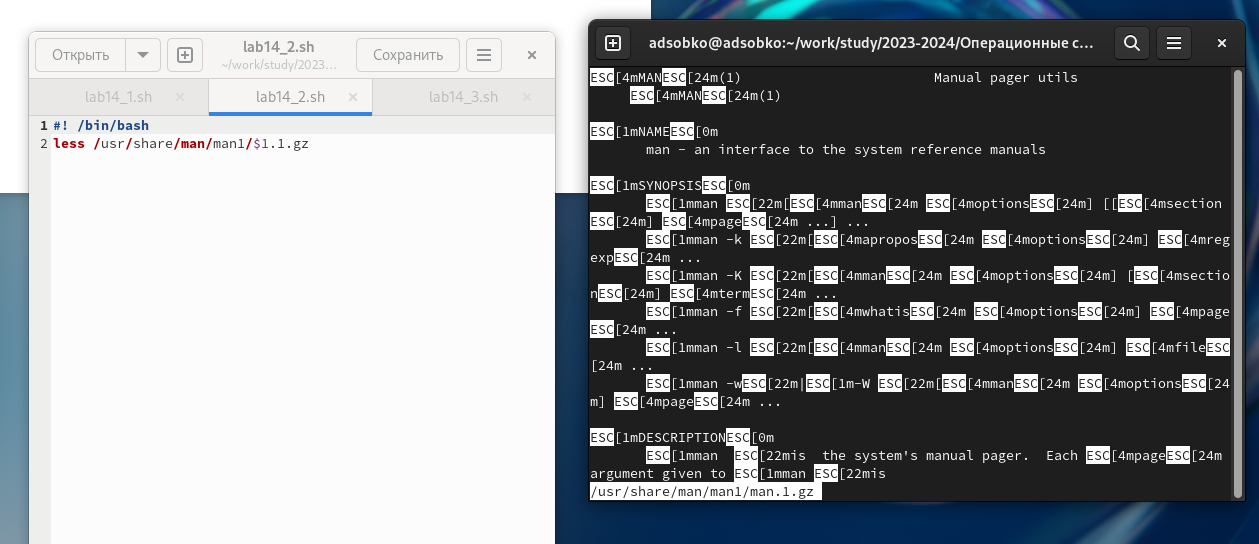 Открыть
lab14_2.sh
~/work/study/2023...
Сохранить
lab14_1.sh
lab14_2.sh
lab14_3.sh
1 #! /bin/bash
2 less /usr/share/man/man1/$1.1.gz
adsobko@adsobko:~/work/study/2023-2024/Операционные с...
ESC[4mMANESC[24m(1) Manual pager utils
ESC[4mMANESC[24m(1)
ESC[1mNAMEESC[0m
man - an interface to the system reference manuals
ESC[1mSYNOPSISESC[0m
ESC[1mman ESC[22m[ESC[4mmanESC[24m ESC[4moptionsESC[24m] [[ESC[4msection
ESC[24m] ESC[4mpageESC[24m ...] ...
ESC[1mman -k ESC[22m[ESC[4maproposESC[24m ESC[4moptionsESC[24m] ESC[4mreg
expESC[24m ...
ESC[1mman -K ESC[22m[ESC[4mmanESC[24m ESC[4moptionsESC[24m] [ESC[4msectio
nESC[24m] ESC[4mtermESC[24m ...
ESC[1mman -f ESC[22m[ESC[4mwhatisESC[24m ESC[4moptionsESC[24m] ESC[4mpage
ESC[24m ...
ESC[1mman -l ESC[22m[ESC[4mmanESC[24m ESC[4moptionsESC[24m] ESC[4mfileESC
[24m ...
ESC[1mman -wESC[22m|ESC[1m-W ESC[22m[ESC[4mmanESC[24m ESC[4moptionsESC[24
m] ESC[4mpageESC[24m ...
ESC[1mDESCRIPTIONESC[0m
ESC[1mman  ESC[22mis  the system's manual pager.  Each ESC[4mpageESC[24m
argument given to ESC[1mman ESC[22mis
/usr/share/man/man1/man.1.gz